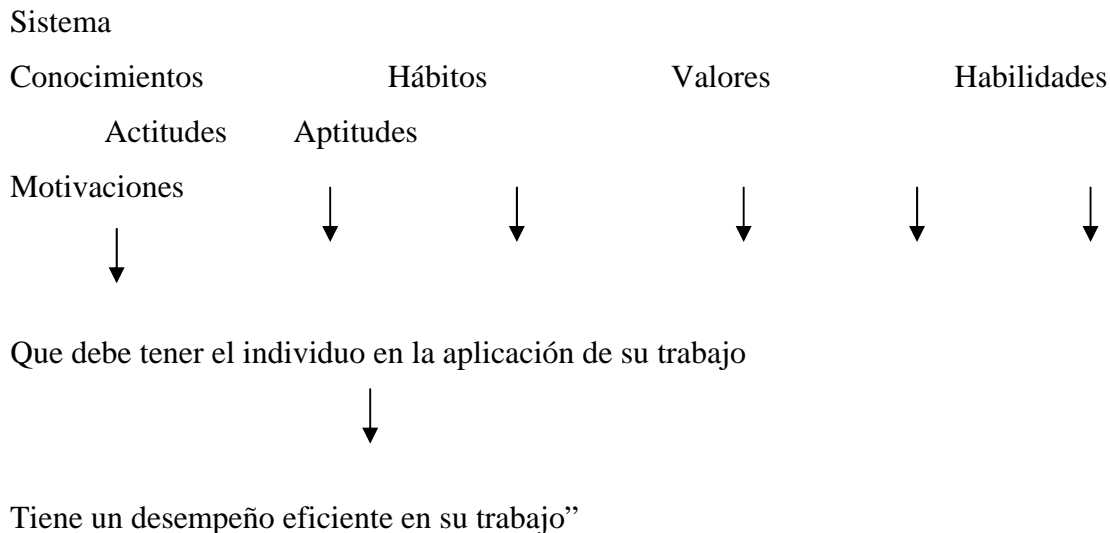 Sistema
Conocimientos Hábitos Valores Habilidades
Actitudes Aptitudes
Motivaciones
Que debe tener el individuo en la aplicación de su trabajo
Tiene un desempeño eficiente en su trabajo”